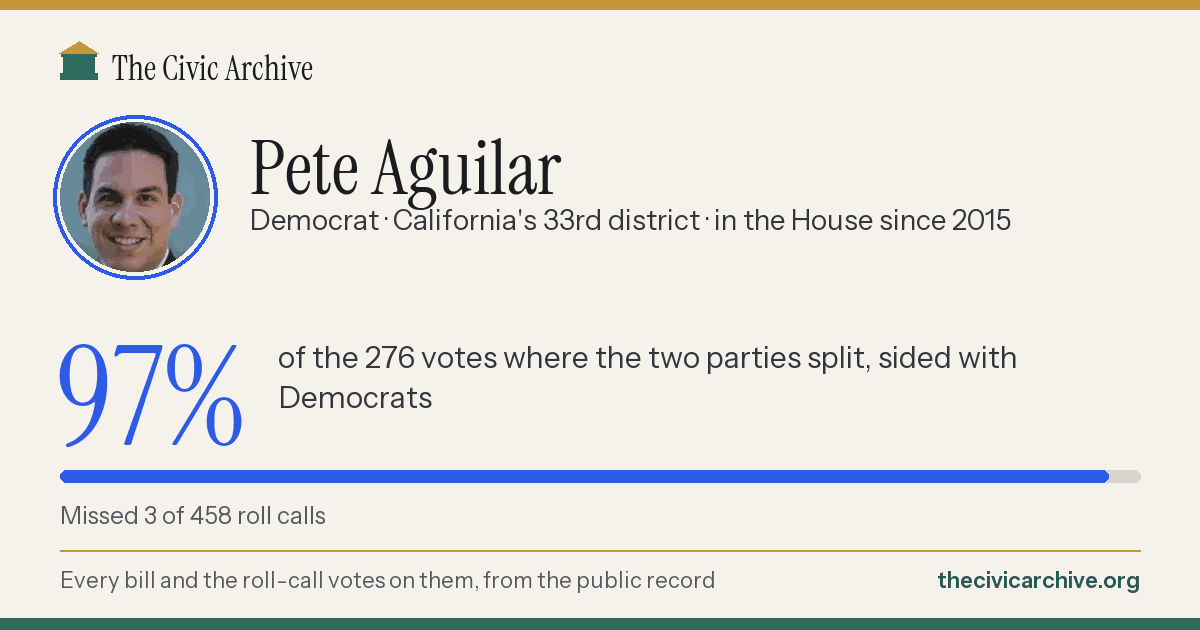 The Civic Archive
Pete Aguilar
Democrat · California's 33rd district · in the House since 2015
97%
of the 276 votes where the two parties split, sided with
Democrats
Missed 3 of 458 roll calls
Every bill and the roll-call votes on them, from the public record
thecivicarchive.org